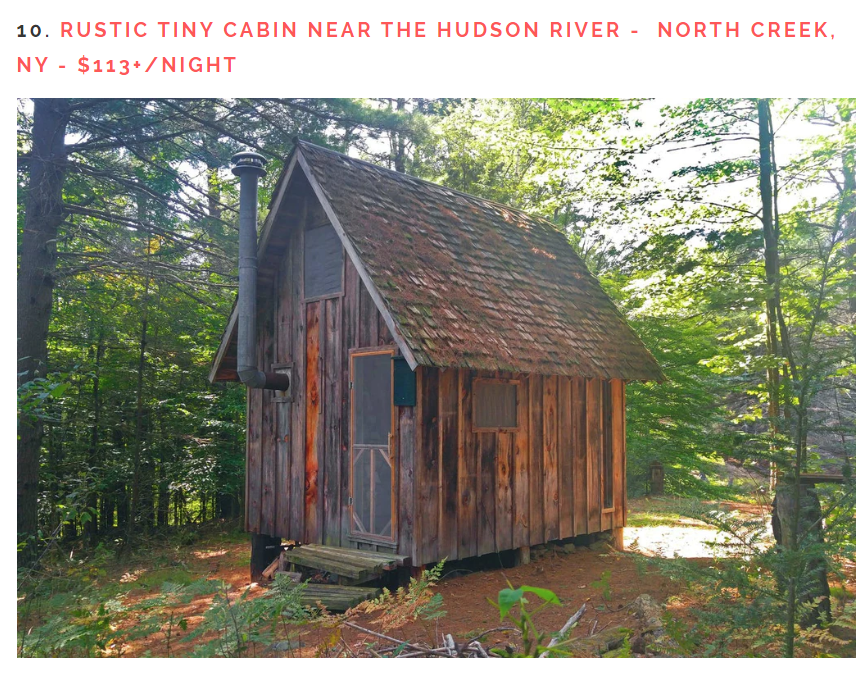 10. RUSTIC TINY CABIN NEAR THE HUDSON RIVER - NORTH CREEK,
NY - $113+/NIGHT